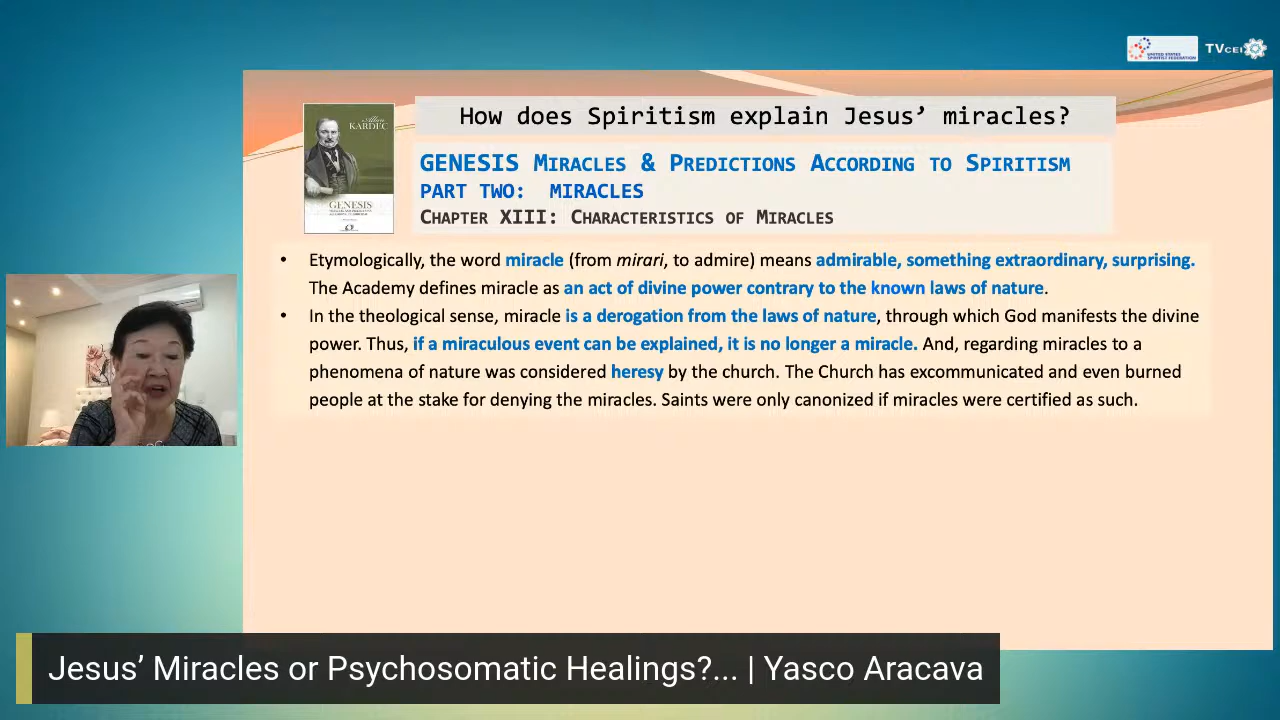 UNITED STATES
SPIRITIST FEDERATION
TVCEI
How does Spiritism explain Jesus’ miracles?
Allan
KARDEC
GENESIS
GENESIS Miracles & Predictions According to Spiritism
PART TWO: MIRACLES
Chapter XIII: Characteristics of Miracles
• Etymologically, the word miracle (from mirari, to admire) means admirable, something extraordinary, surprising.
The Academy defines miracle as an act of divine power contrary to the known laws of nature.
• In the theological sense, miracle is a derogation from the laws of nature, through which God manifests the divine
power. Thus, if a miraculous event can be explained, it is no longer a miracle. And, regarding miracles to a
phenomena of nature was considered heresy by the church. The Church has excommunicated and even burned
people at the stake for denying the miracles. Saints were only canonized if miracles were certified as such.
Jesus’ Miracles or Psychosomatic Healings?... | Yasco Aracava